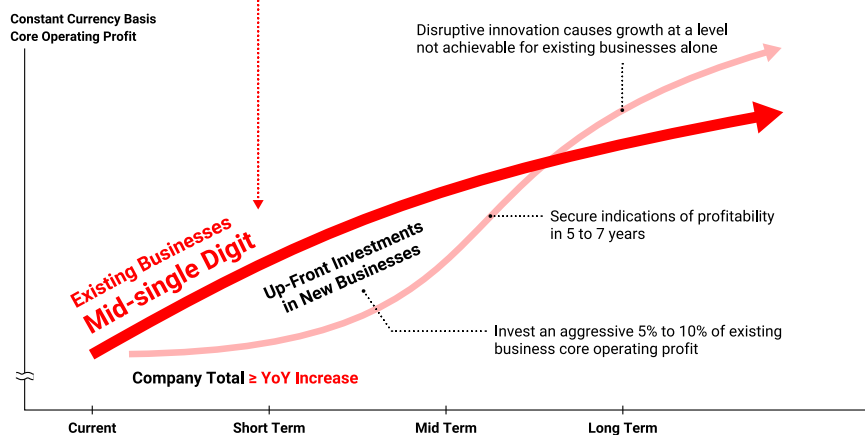 Constant Currency Basis
Core Operating Profit
Disruptive innovation causes growth at a level
not achievable for existing businesses alone
Existing Businesses
Mid-single Digit
Up-Front Investments
in New Businesses
Secure indications of profitability
in 5 to 7 years
Invest an aggressive 5% to 10% of existing
business core operating profit
Company Total ≥ YoY Increase
Current
Short Term
Mid Term
Long Term